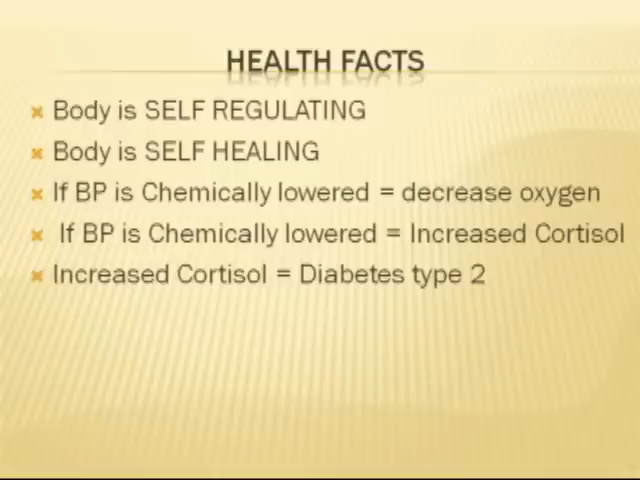 HEALTH FACTS
Body is SELF REGULATING
Body is SELF HEALING
If BP is Chemically lowered = decrease oxygen
If BP is Chemically lowered = Increased Cortisol
Increased Cortisol = Diabetes type 2